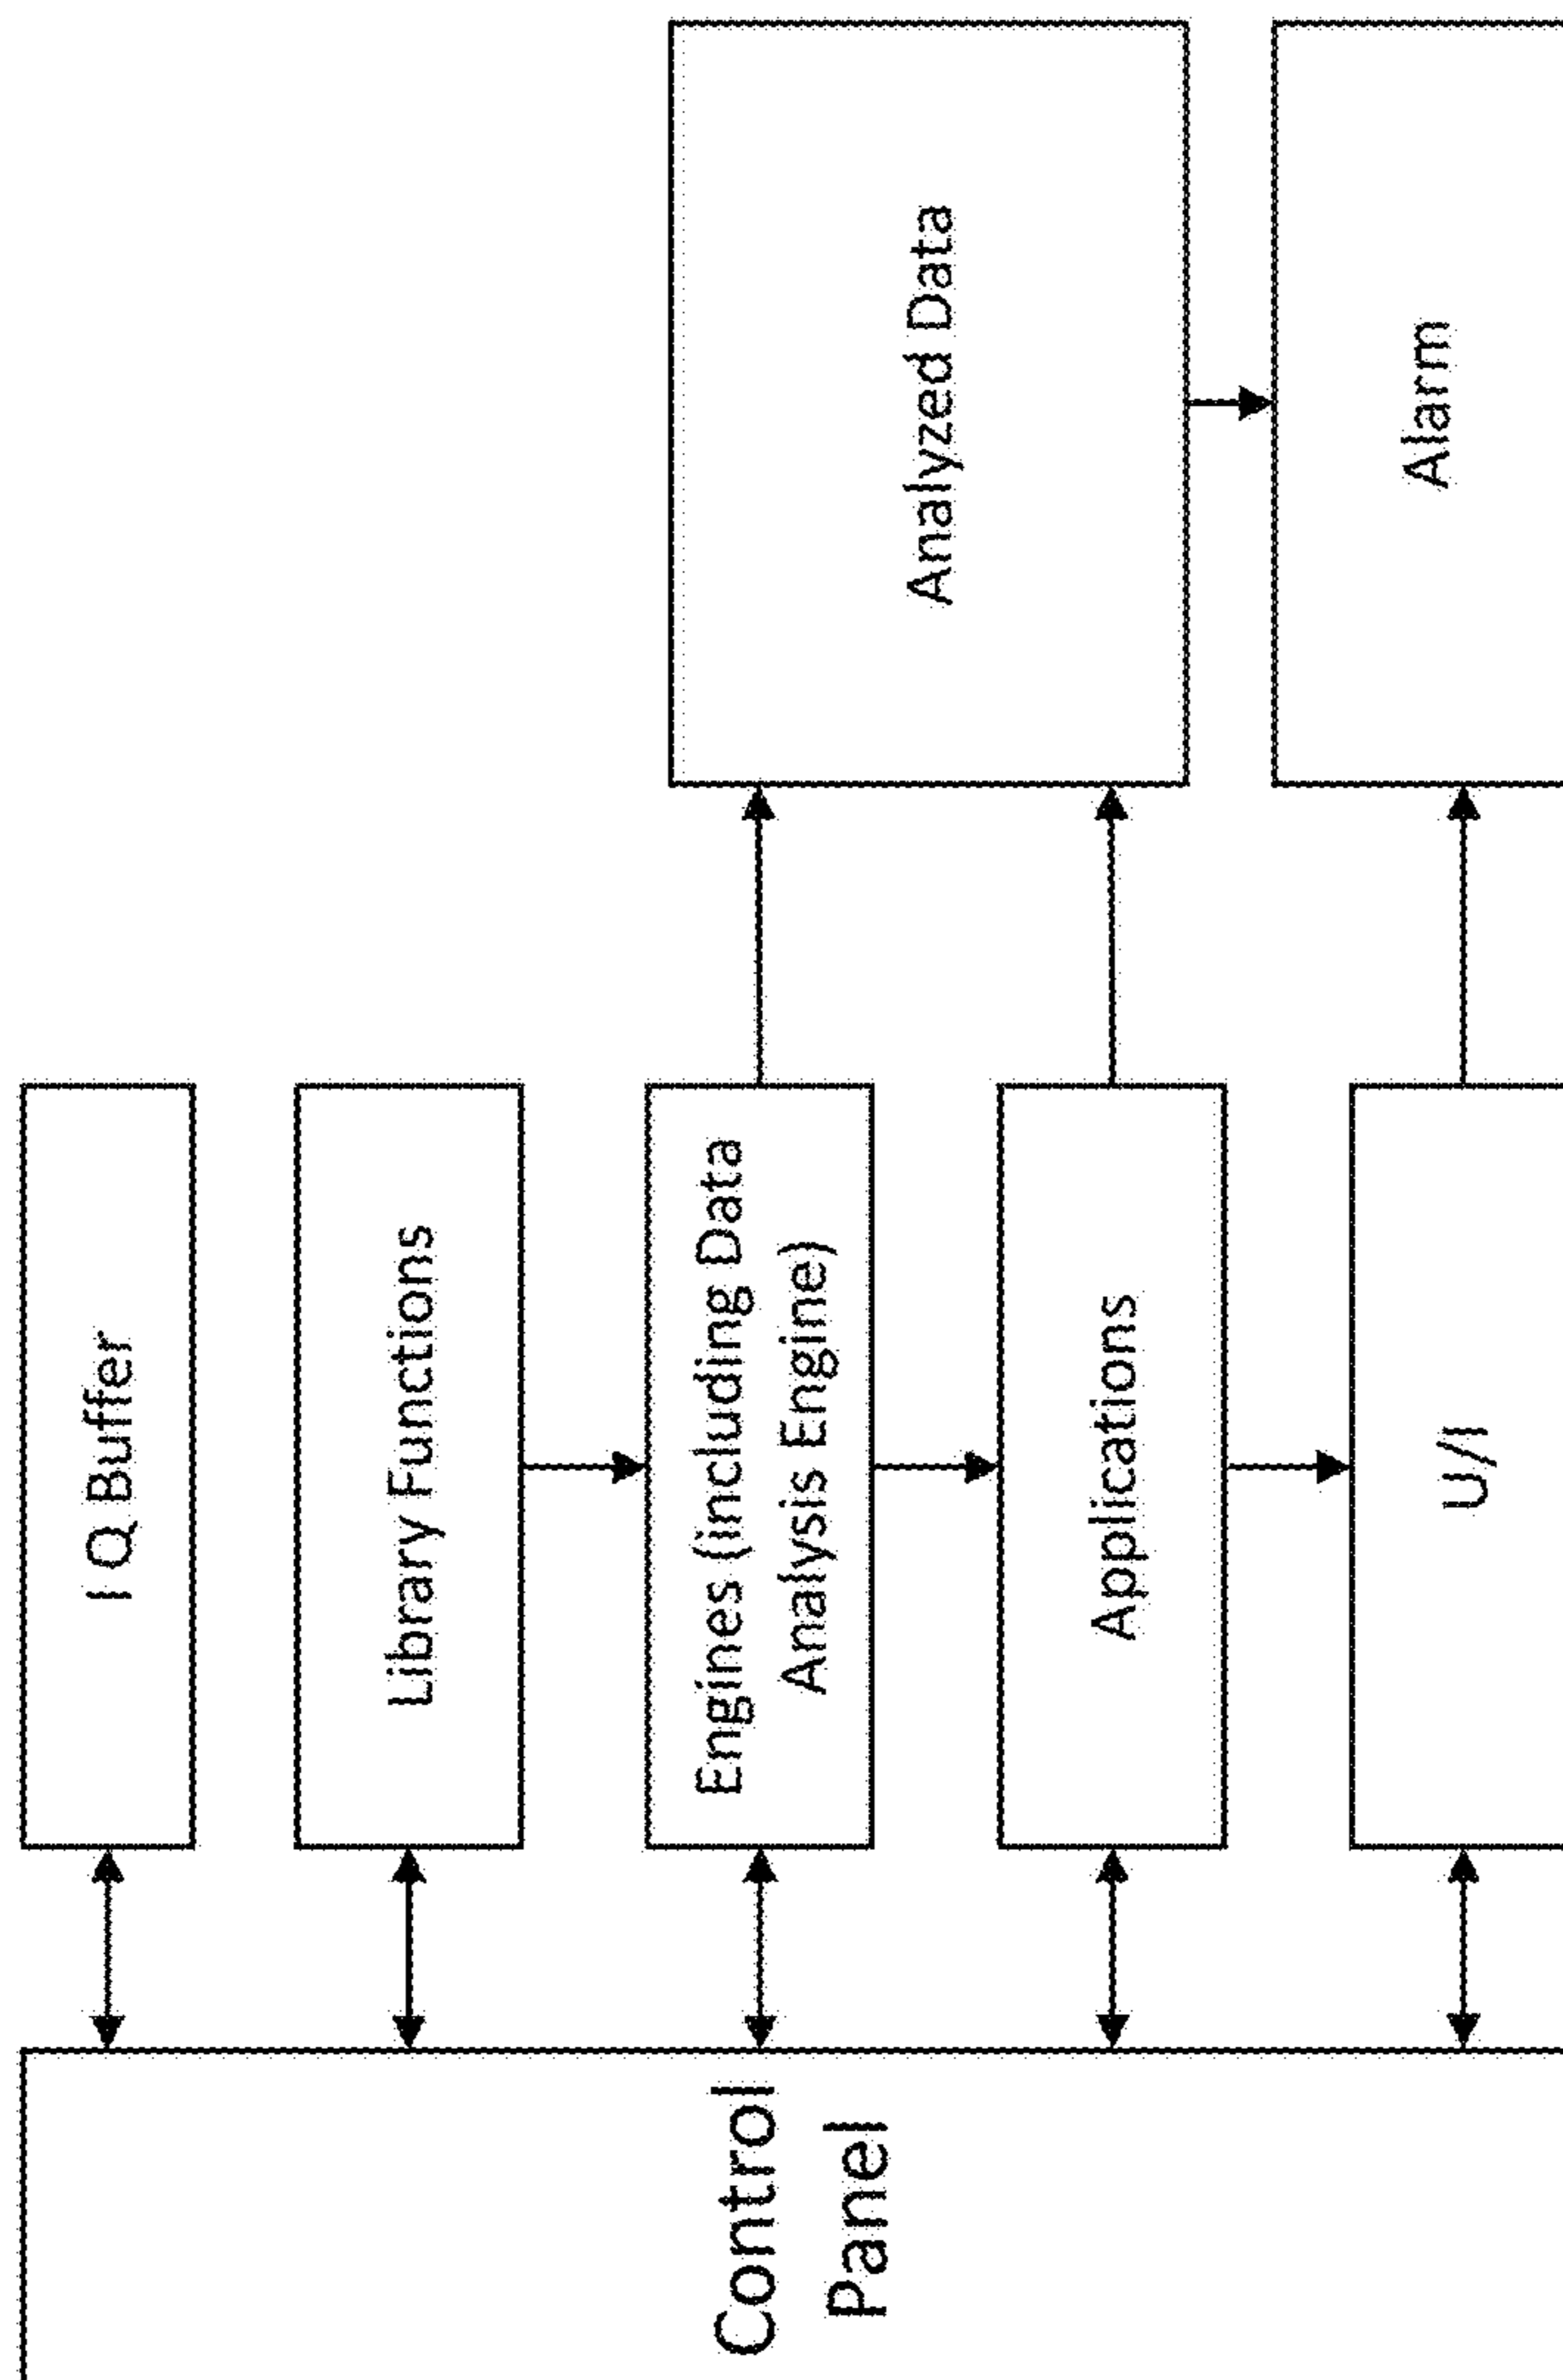 I Q Buffer
Library Functions
Engines (including Data
Analysis Engine)
Applications
U/I
Analyzed Data
Alarm
Control
Panel